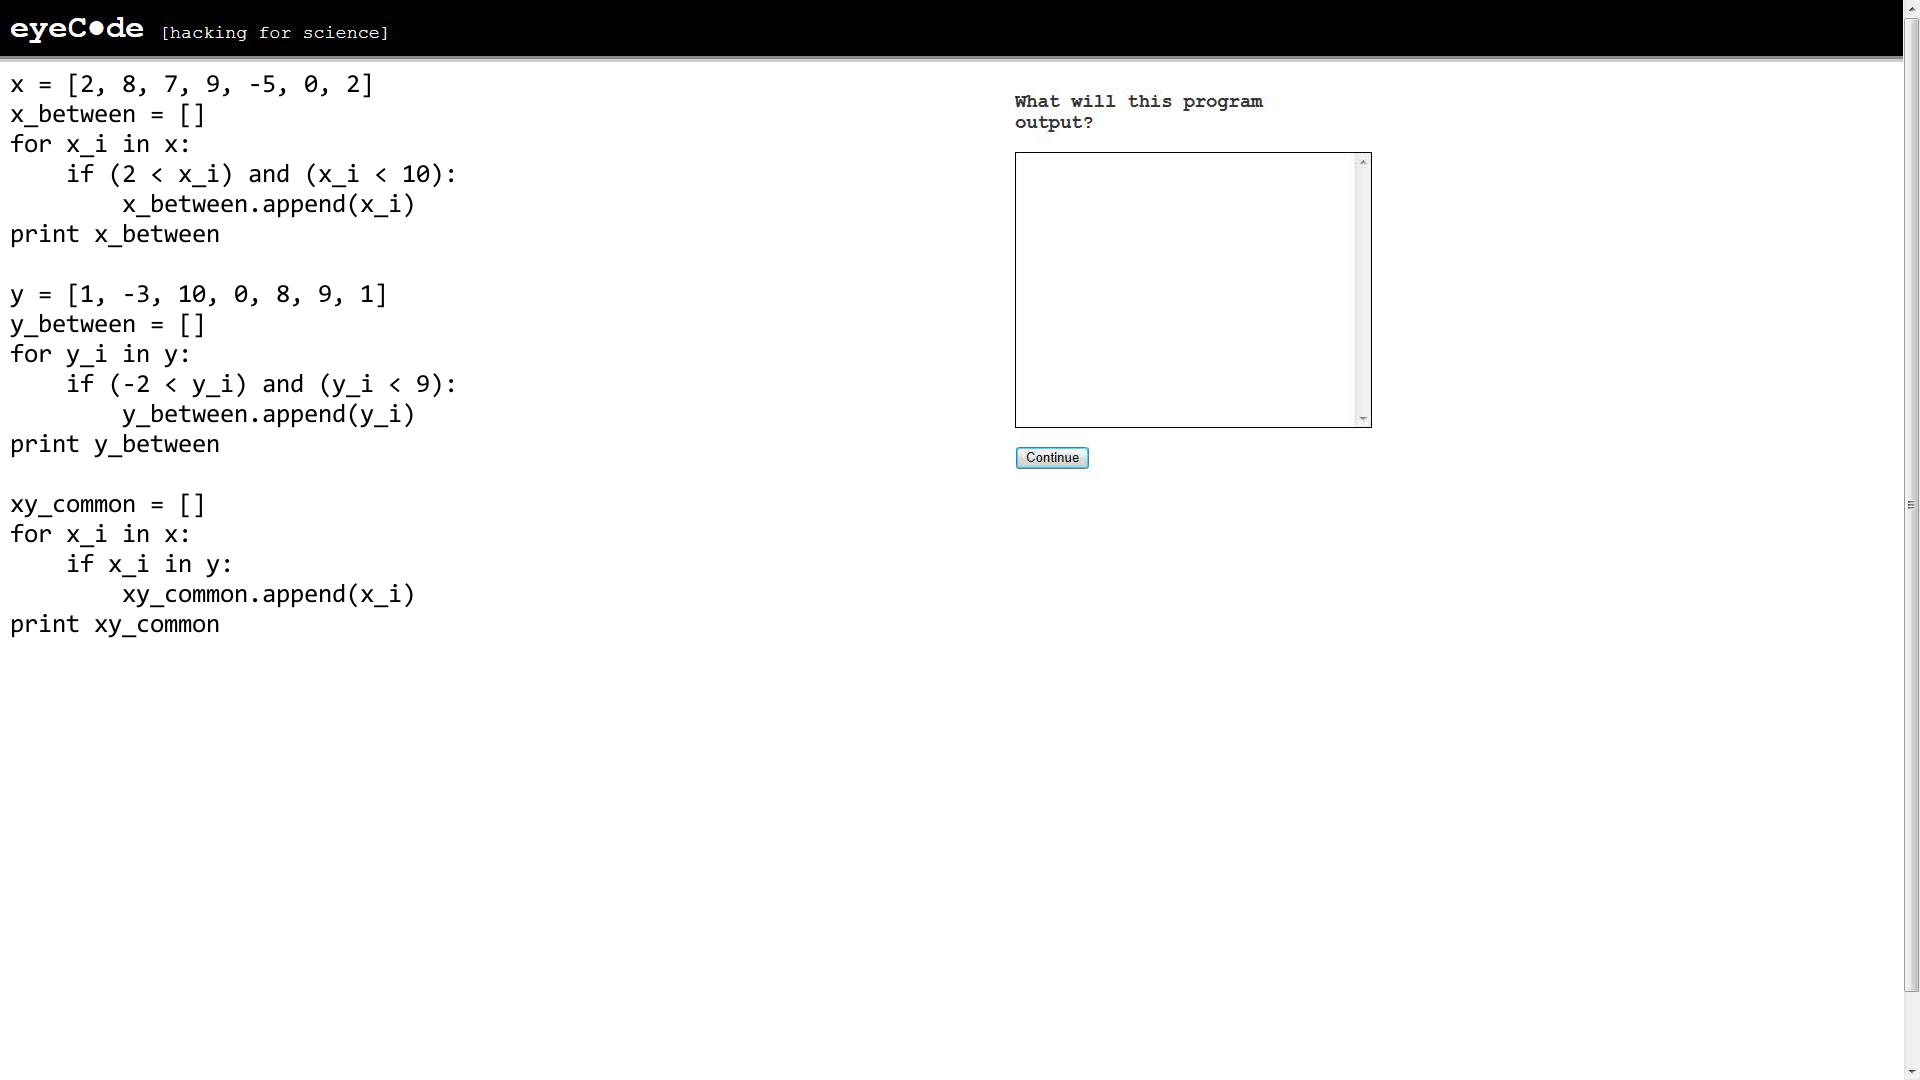 eyeC●de [hacking for science]
x = [2, 8, 7, 9, -5, 0, 2]
x_between = []
for x_i in x:
    if (2 < x_i) and (x_i < 10):
        x_between.append(x_i)
print x_between

y = [1, -3, 10, 0, 8, 9, 1]
y_between = []
for y_i in y:
    if (-2 < y_i) and (y_i < 9):
        y_between.append(y_i)
print y_between

xy_common = []
for x_i in x:
    if x_i in y:
        xy_common.append(x_i)
print xy_common
What will this program
output?
Continue